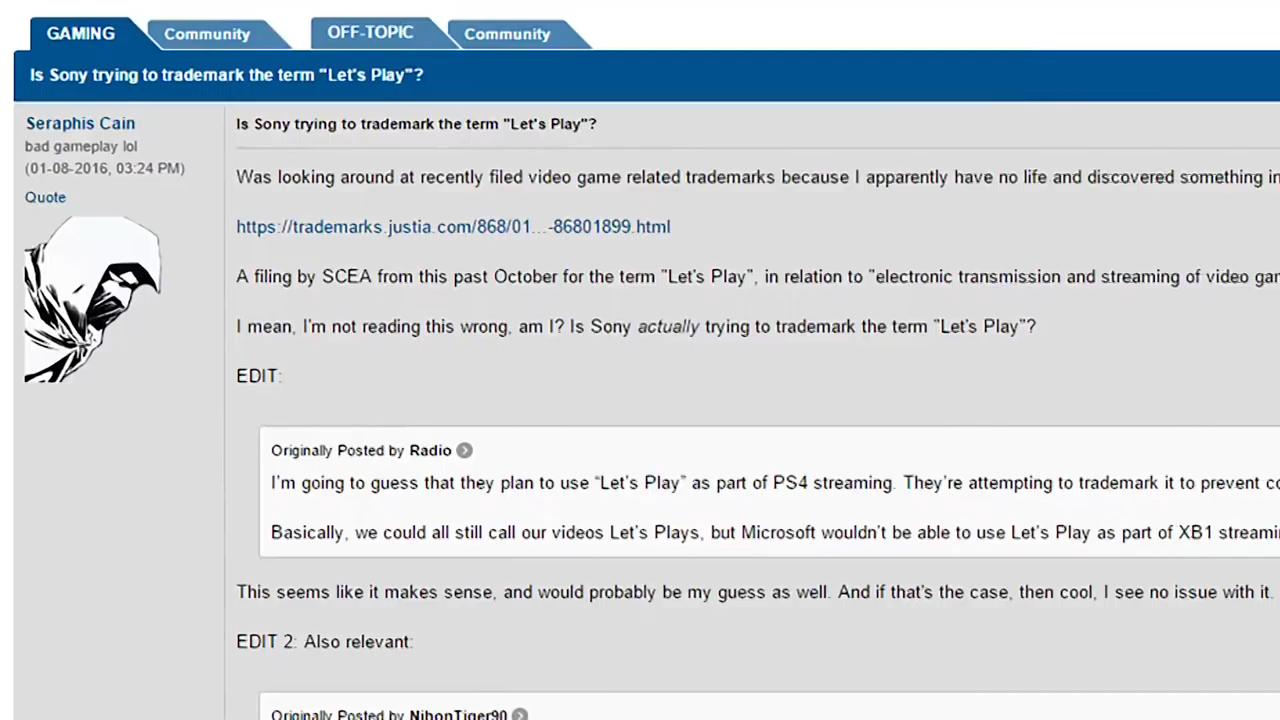 GAMING Community OFF-TOPIC Community
Is Sony trying to trademark the term "Let's Play"?
Seraphis Cain
bad gameplay lol
(01-08-2016, 03:24 PM)
Quote
Is Sony trying to trademark the term "Let's Play"?
Was looking around at recently filed video game related trademarks because I apparently have no life and discovered something
https://trademarks.justia.com/868/01...-86801899.html
A filing by SCEA from this past October for the term "Let's Play", in relation to "electronic transmission and streaming of video
I mean, I'm not reading this wrong, am I? Is Sony actually trying to trademark the term "Let's Play"?
EDIT:
Originally Posted by Radio
I'm going to guess that they plan to use “Let's Play” as part of PS4 streaming. They're attempting to trademark it to prevent
Basically, we could all still call our videos Let's Plays, but Microsoft wouldn't be able to use Let's Play as part of XB1
This seems like it makes sense, and would probably be my guess as well. And if that's the case, then cool, I see no issue with it.
EDIT 2: Also relevant:
Originally Posted by NihonTiger90